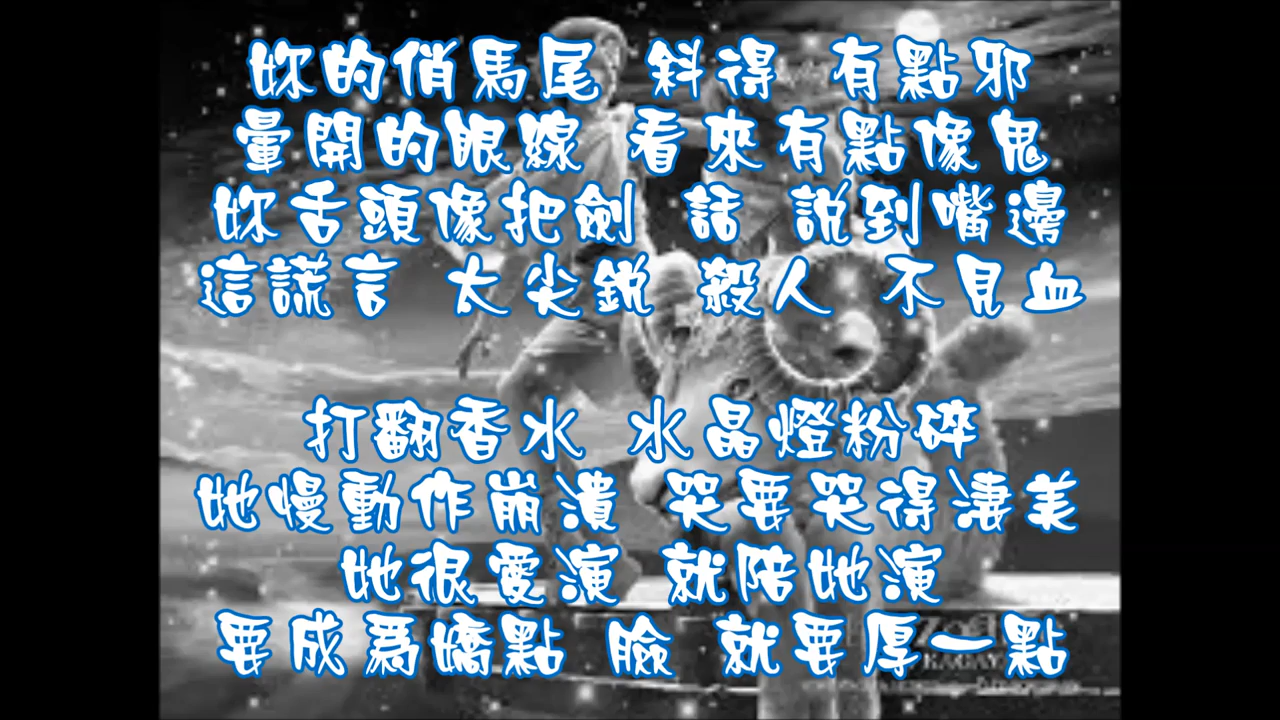 妳的俏馬尾 斜得 有點邪
暈開的眼線 看來有點像鬼
妳舌頭像把劍 話 說到嘴邊
這謊言 太尖銳 殺人 不見血
打翻香水 水晶燈粉碎
她慢動作崩潰 哭要哭得淒美
她很愛演 就陪她演
要成為嬌點 臉 就要厚一點
KAGAYA